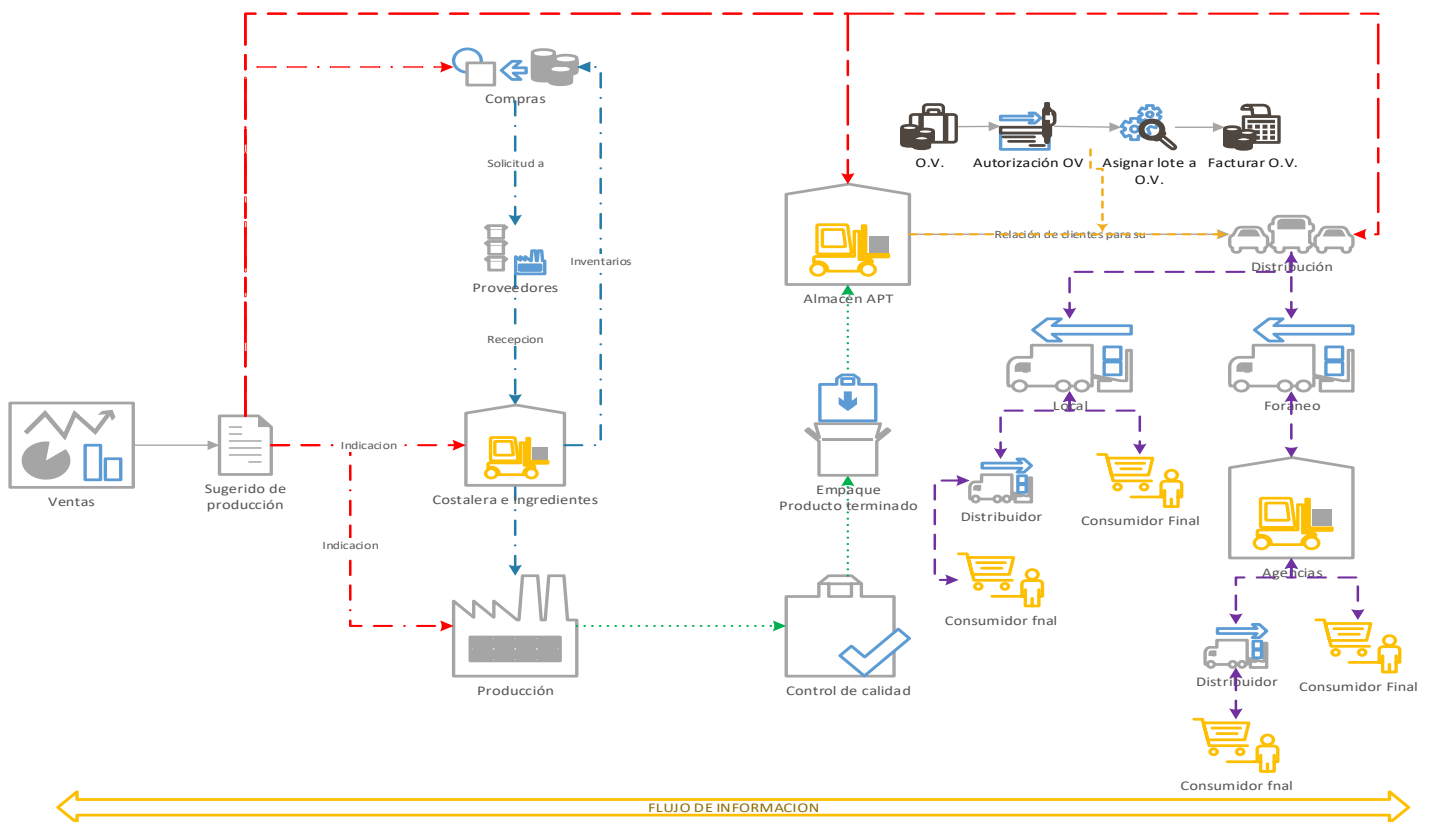 Compras
O.V.
Autorización OV
Asignar lote a
O.V.
Facturar O.V.
Solicitud a
Relación de clientes para su
Inventarios
Distribución
Proveedores
Almacén APT
Recepcion
Local
Foráneo
Indicacion
Ventas
Sugerido de
producción
Costalera e ingredientes
Empaque
Producto terminado
Distribuidor
Consumidor Final
Indicacion
Agencias
Consumidor fnal
Producción
Control de calidad
Distribuidor
Consumidor Final
Consumidor fnal
FLUJO DE INFORMACION